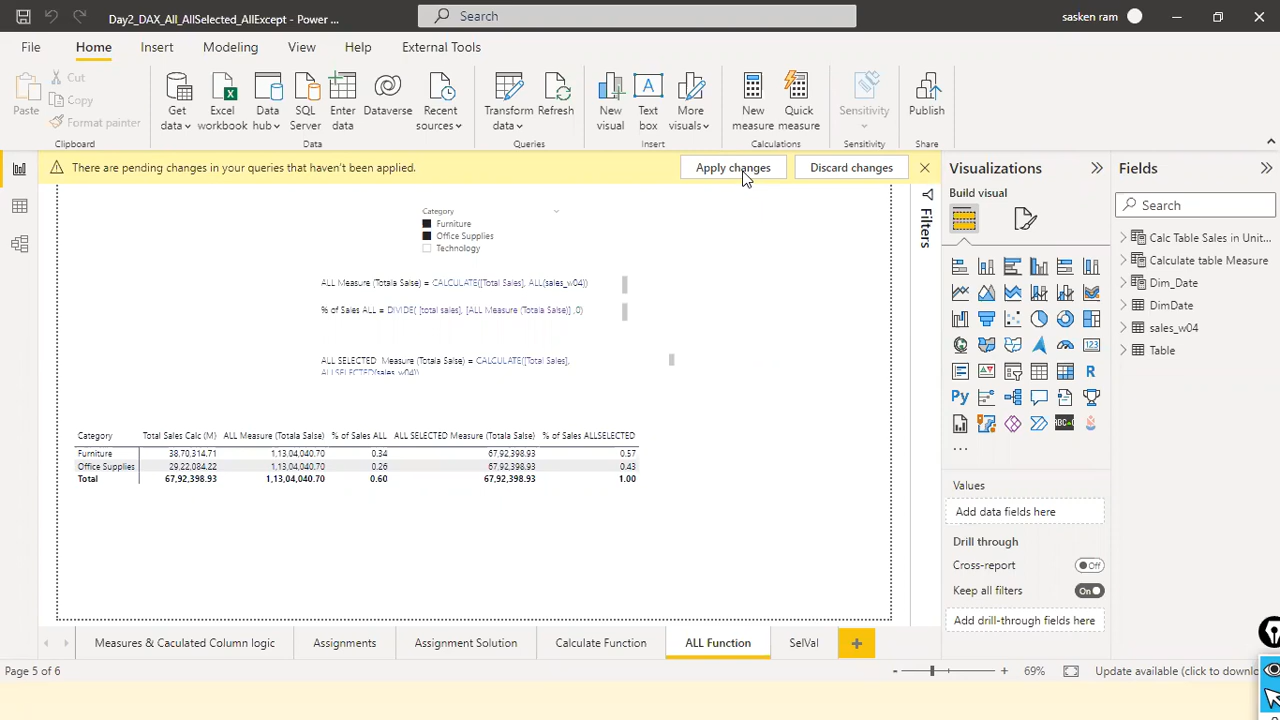 Day2_DAX_All_AllSelected_AllExcept - Power ...
Search
sasken ram
File Home Insert Modeling View Help External Tools
Paste
Cut
Copy
Format painter
Clipboard
Get data
Excel workbook
Data hub
SQL Server
Enter data
Dataverse
Recent sources
Data
Transform data
Refresh
Queries
New visual
Text box
More visuals
Insert
New measure
Quick measure
Calculations
Sensitivity
Sensitivity
Publish
Share
There are pending changes in your queries that haven't been applied.
Apply changes
Discard changes
Category
Furniture
Office Supplies
Technology
ALL Measure (Totala Salse) = CALCULATE([Total Sales], ALL(sales_w04))
% of Sales ALL = DIVIDE( [total sales], [ALL Measure (Totala Salse)] ,0)
ALL SELECTED Measure (Totala Salse) = CALCULATE([Total Sales],
ALLSELECTED(sales_w04))
Category Total Sales Calc (M) ALL Measure (Totala Salse) % of Sales ALL ALL SELECTED Measure (Totala Salse) % of Sales ALLSELECTED
Furniture 38,70,314.71 1,13,04,040.70 0.34 67,92,398.93 0.57
Office Supplies 29,22,084.22 1,13,04,040.70 0.26 67,92,398.93 0.43
Total 67,92,398.93 1,13,04,040.70 0.60 67,92,398.93 1.00
Filters
Visualizations
Build visual
123
R
Py
...
Values
Add data fields here
Drill through
Cross-report
Off
Keep all filters
On
Add drill-through fields here
Fields
Search
Calc Table Sales in Unit...
Calculate table Measure
Dim_Date
DimDate
sales_w04
Table
Measures & Caculated Column logic
Assignments
Assignment Solution
Calculate Function
ALL Function
SelVal
Page 5 of 6
69%
Update available (click to downlo